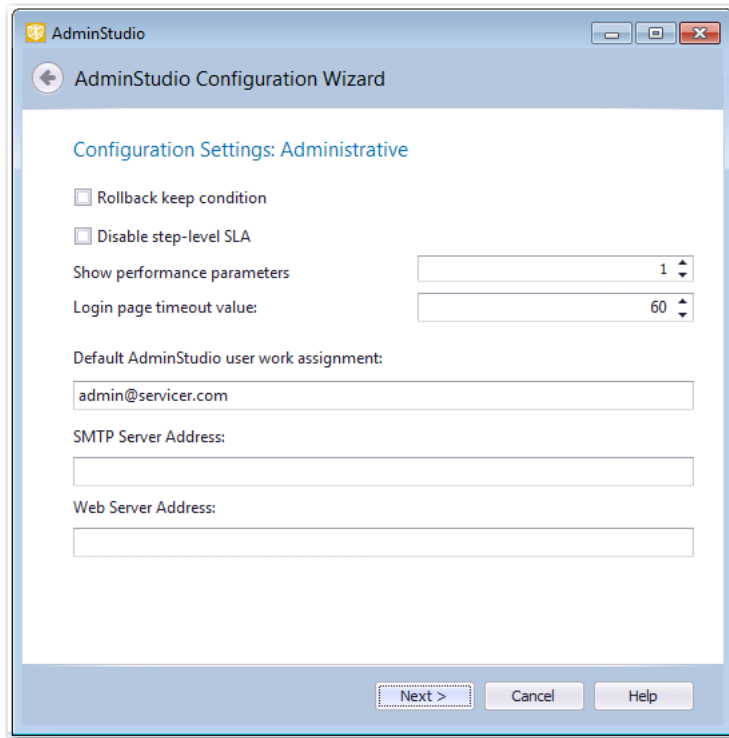 AdminStudio
AdminStudio Configuration Wizard
Configuration Settings: Administrative
Rollback keep condition
Disable step-level SLA
Show performance parameters 1
Login page timeout value: 60
Default AdminStudio user work assignment:
admin@servicer.com
SMTP Server Address:
Web Server Address:
Next > Cancel Help